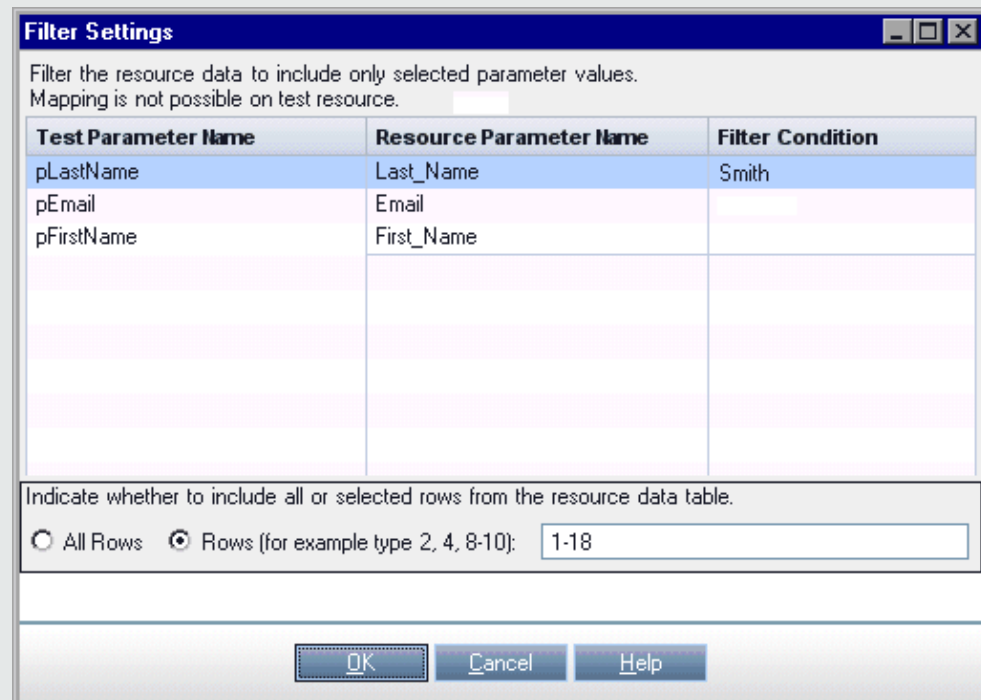 Filter Settings
Filter the resource data to include only selected parameter values.
Mapping is not possible on test resource.
Test Parameter Name Resource Parameter Name Filter Condition
pLastName Last_Name Smith
pEmail Email
pFirstName First_Name
Indicate whether to include all or selected rows from the resource data table.
All Rows Rows (for example type 2, 4, 8-10): 1-18
OK Cancel Help